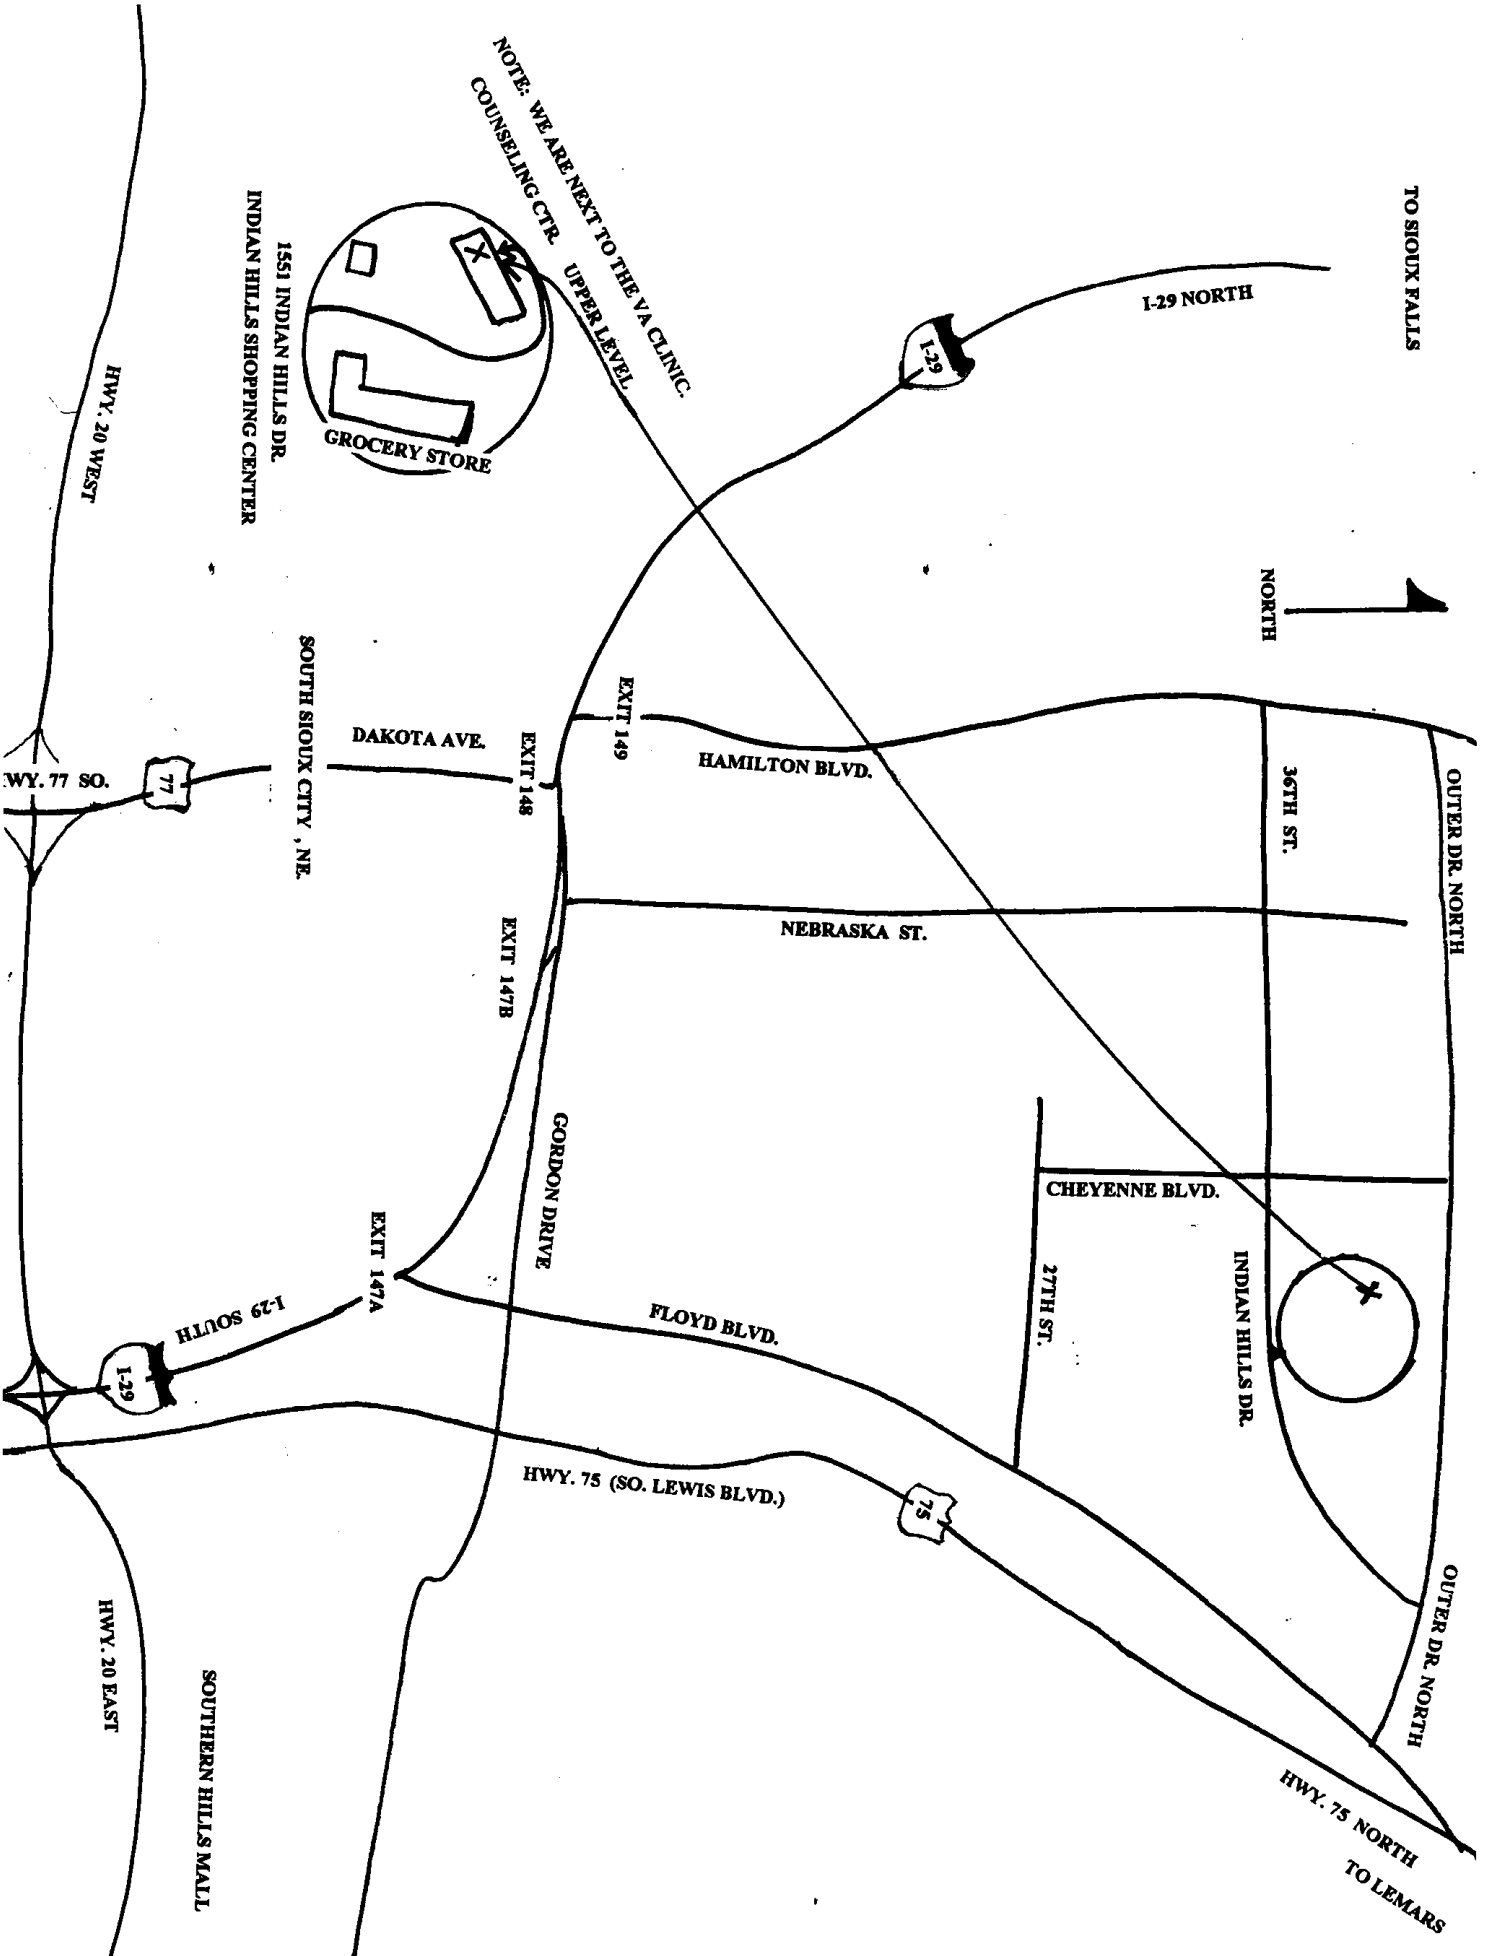 TO SIOUX FALLS
I-29 NORTH
I-29
NORTH
NOTE: WE ARE NEXT TO THE VA CLINIC.
COUNSELING CTR. UPPER LEVEL
GROCERY STORE
1551 INDIAN HILLS DR.
INDIAN HILLS SHOPPING CENTER
HWY. 20 WEST
OUTER DR. NORTH
36TH ST.
HAMILTON BLVD.
EXIT 149
EXIT 148
DAKOTA AVE.
SOUTH SIOUX CITY , NE.
77
WY. 77 SO.
NEBRASKA ST.
EXIT 147B
CHEYENNE BLVD.
INDIAN HILLS DR.
27TH ST.
GORDON DRIVE
FLOYD BLVD.
EXIT 147A
I-29 SOUTH
I-29
HWY. 75 (SO. LEWIS BLVD.)
75
OUTER DR. NORTH
HWY. 75 NORTH
TO LEMARS
HWY. 20 EAST
SOUTHERN HILLS MALL